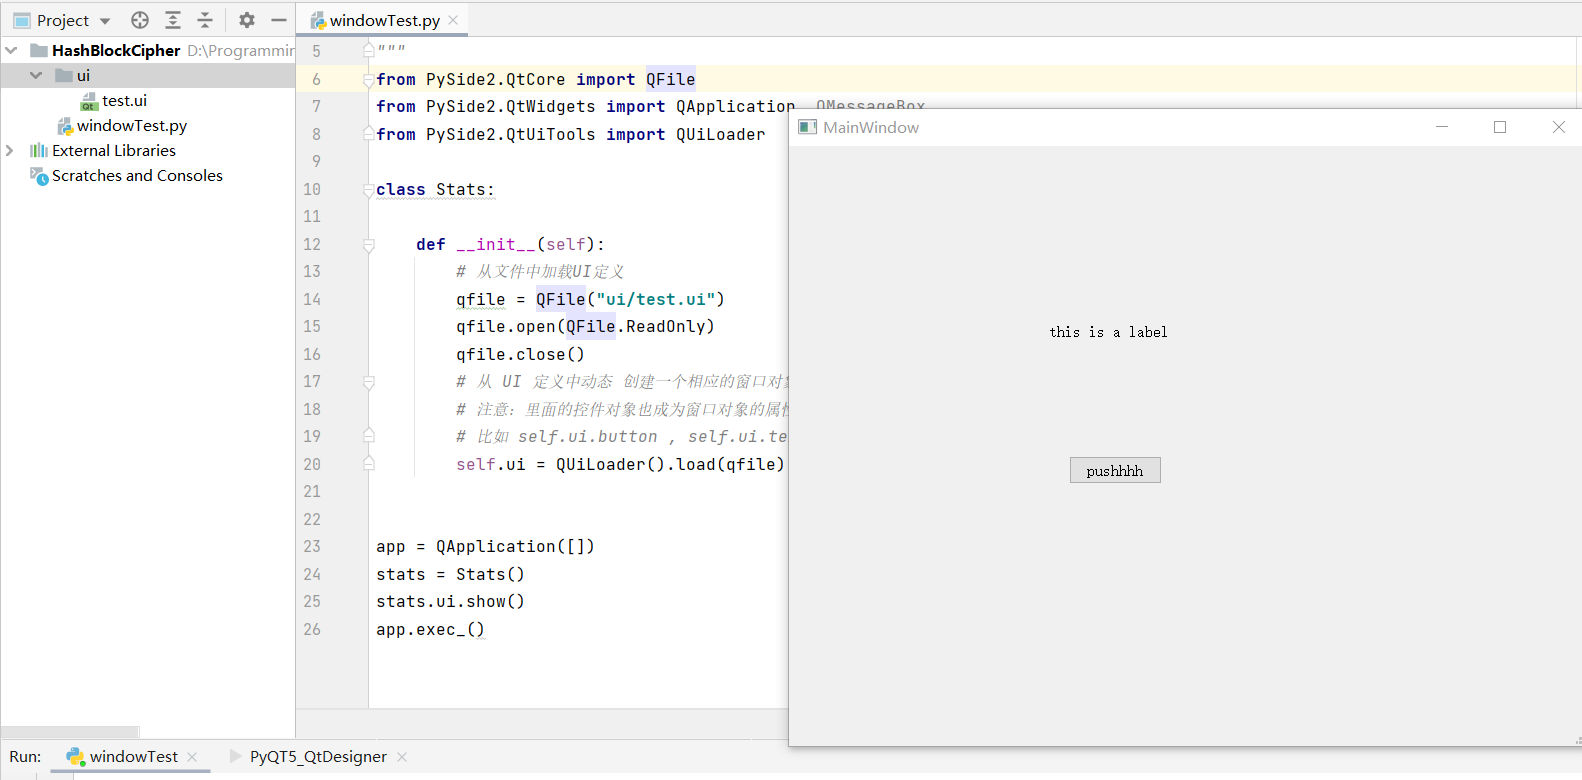 Project
windowTest.py
HashBlockCipher D:\Programmin
ui
test.ui
windowTest.py
External Libraries
Scratches and Consoles
5 """
6 from PySide2.QtCore import QFile
7 from PySide2.QtWidgets import QApplication, QMessageBox
8 from PySide2.QtUiTools import QUiLoader
9
10 class Stats:
11
12 def __init__(self):
13 # 从文件中加载UI定义
14 qfile = QFile("ui/test.ui")
15 qfile.open(QFile.ReadOnly)
16 qfile.close()
17 # 从 UI 定义中动态 创建一个相应的窗口对象
18 # 注意：里面的控件对象也成为窗口对象的属性
19 # 比如 self.ui.button , self.ui.te
20 self.ui = QUiLoader().load(qfile)
21
22
23 app = QApplication([])
24 stats = Stats()
25 stats.ui.show()
26 app.exec_()
MainWindow
this is a label
pushhhh
Run: windowTest PyQT5_QtDesigner